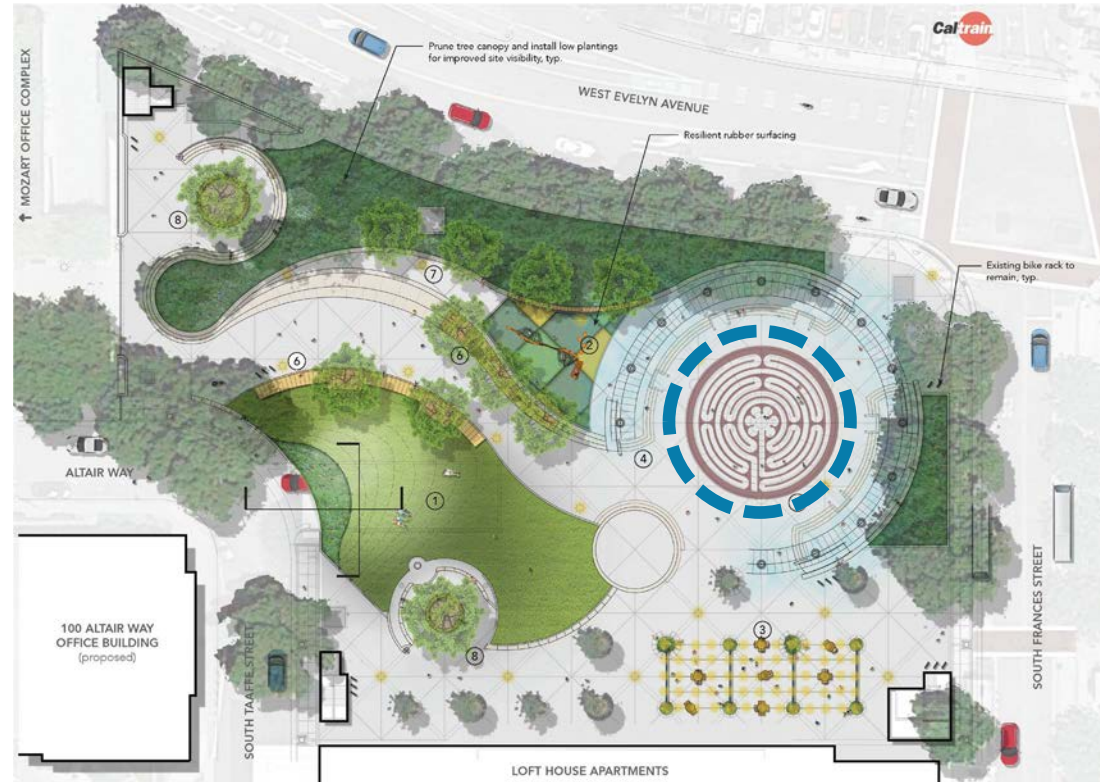 Caltrain
Prune tree canopy and install low plantings
for improved site visibility, typ.
WEST EVELYN AVENUE
Resilient rubber surfacing
MOZART OFFICE COMPLEX
8
7
Existing bike rack to
remain, typ.
2
6
6
4
ALTAIR WAY
1
100 ALTAIR WAY
OFFICE BUILDING
(proposed)
SOUTH TAAFFE STREET
8
3
SOUTH FRANCES STREET
LOFT HOUSE APARTMENTS